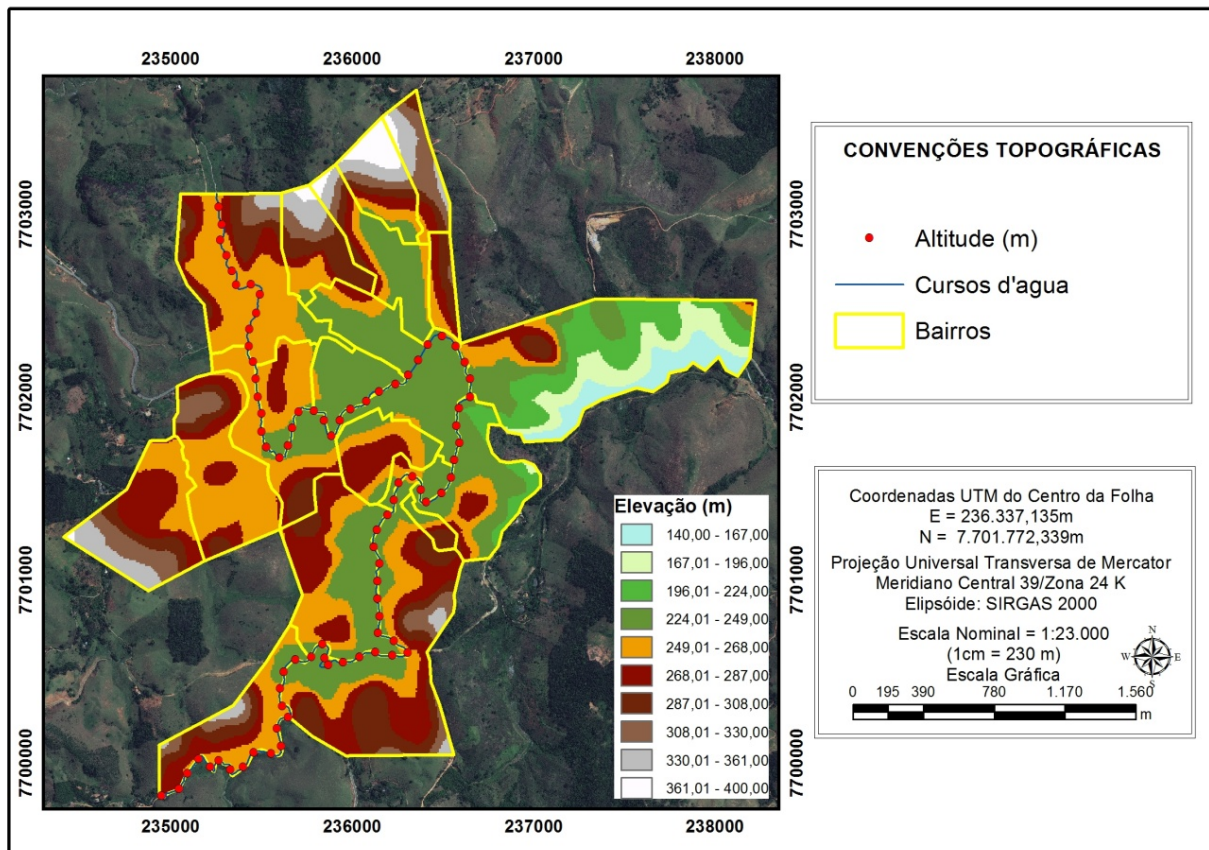 235000 236000 237000 238000
7703000 7703000
7702000 7702000
7701000 7701000
7700000 7700000
235000 236000 237000 238000
Elevação (m)
140,00 - 167,00
167,01 - 196,00
196,01 - 224,00
224,01 - 249,00
249,01 - 268,00
268,01 - 287,00
287,01 - 308,00
308,01 - 330,00
330,01 - 361,00
361,01 - 400,00
CONVENÇÕES TOPOGRÁFICAS
Altitude (m)
Cursos d'agua
Bairros
Coordenadas UTM do Centro da Folha
E = 236.337,135m
N = 7.701.772,339m
Projeção Universal Transversa de Mercator
Meridiano Central 39/Zona 24 K
Elipsóide: SIRGAS 2000
Escala Nominal = 1:23.000
(1cm = 230 m)
Escala Gráfica
N
W E
S
0 195 390 780 1.170 1.560
m